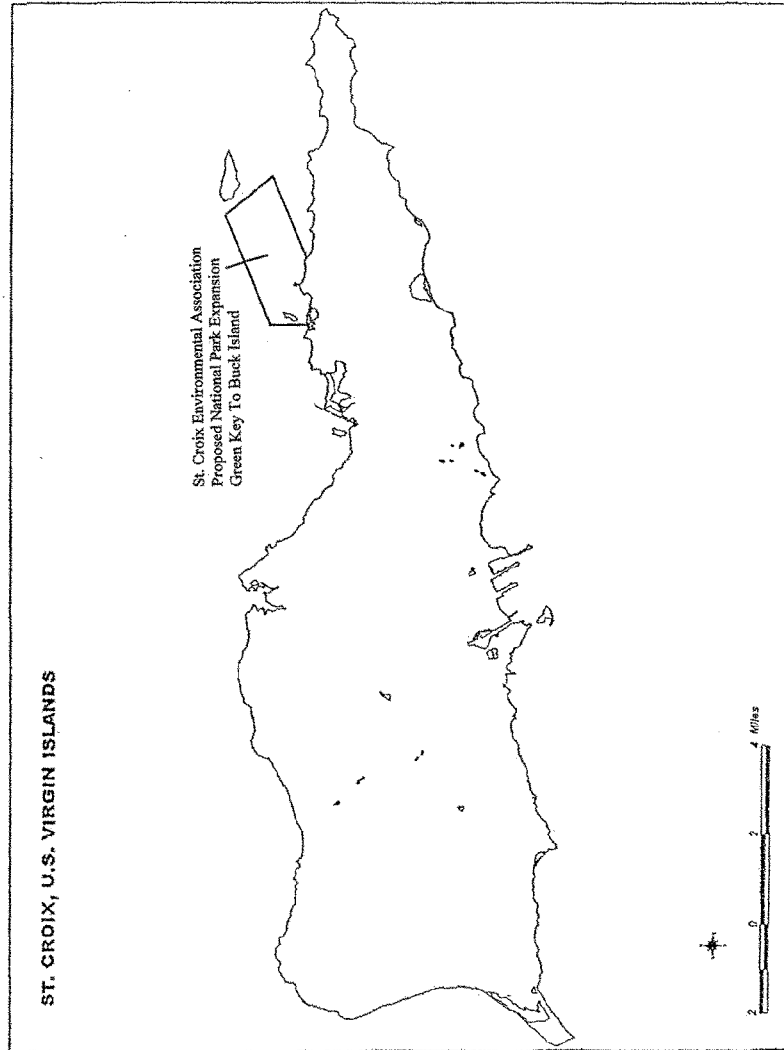 ST. CROIX, U.S. VIRGIN ISLANDS
St. Croix Environmental Association
Proposed National Park Expansion
Green Key To Buck Island
2 0 2 4 Miles